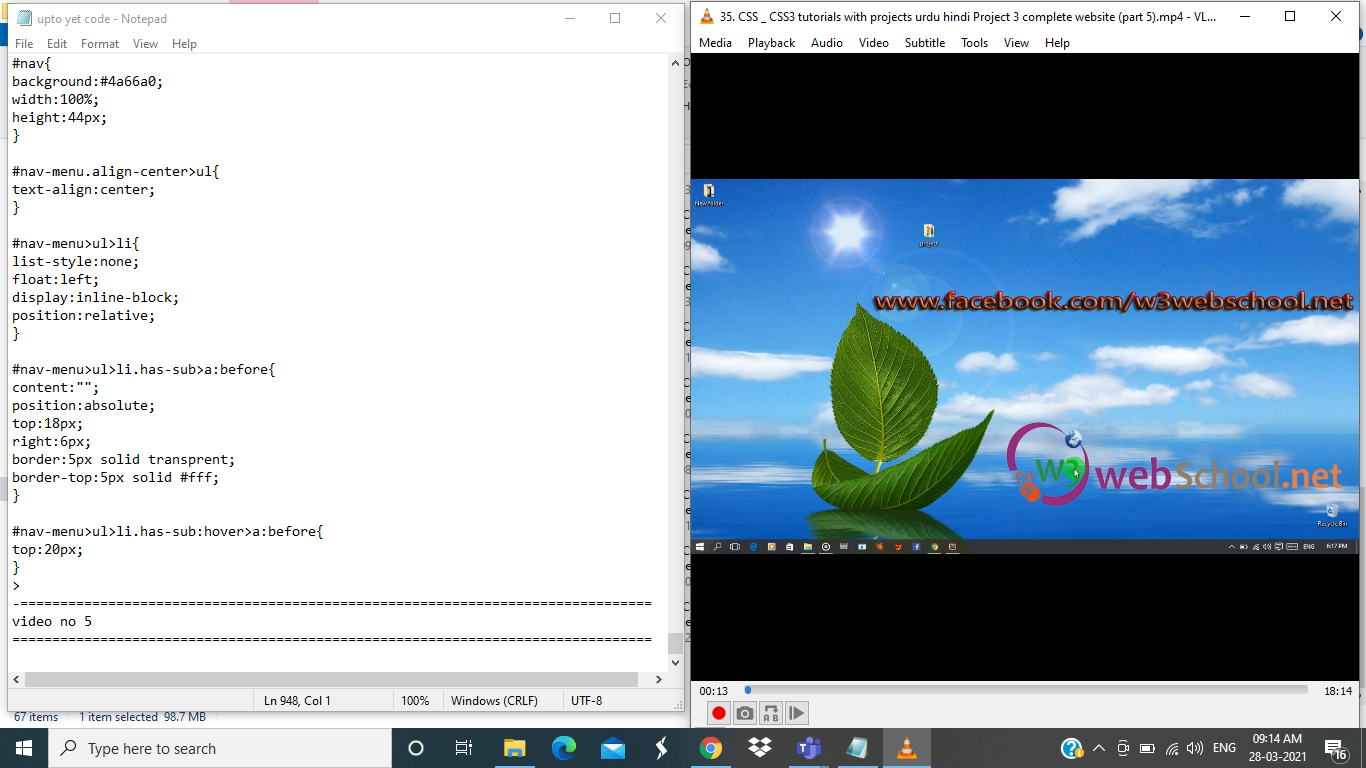 upto yet code - Notepad
File Edit Format View Help
#nav{
background:#4a66a0;
width:100%;
height:44px;
}
#nav-menu.align-center>ul{
text-align:center;
}
#nav-menu>ul>li{
list-style:none;
float:left;
display:inline-block;
position:relative;
}
#nav-menu>ul>li.has-sub>a:before{
content:"";
position:absolute;
top:18px;
right:6px;
border:5px solid transprent;
border-top:5px solid #fff;
}
#nav-menu>ul>li.has-sub:hover>a:before{
top:20px;
}
>
-===============================================================================
video no 5
================================================================================
Ln 948, Col 1 100% Windows (CRLF) UTF-8
67 items 1 item selected 98.7 MB
35. CSS _ CSS3 tutorials with projects urdu hindi Project 3 complete website (part 5).mp4 - VL...
Media Playback Audio Video Subtitle Tools View Help
New folder
project
www.facebook.com/w3webschool.net
W3 webSchool.net
Recycle Bin
ENG 6:17 PM
00:13 18:14
A B
Type here to search
ENG
09:14 AM
28-03-2021
16